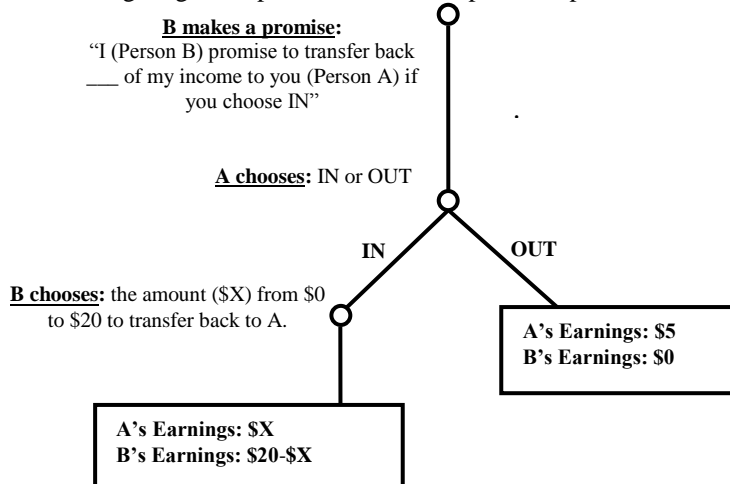 B makes a promise:
"I (Person B) promise to transfer back
___ of my income to you (Person A) if
you choose IN"
.
A chooses: IN or OUT
IN
OUT
B chooses: the amount ($X) from $0
to $20 to transfer back to A.
A's Earnings: $5
B's Earnings: $0
A's Earnings: $X
B's Earnings: $20-$X